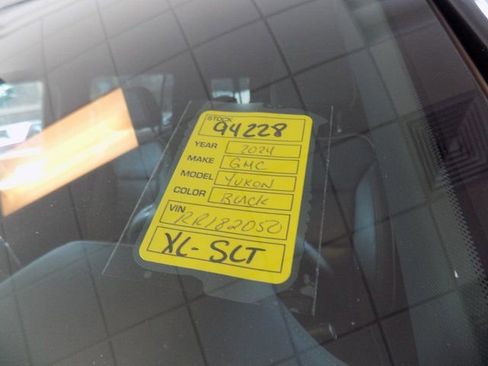 STOCK 94228
YEAR 2024
MAKE GMC
MODEL YUKON
COLOR BLACK
VIN RR182050
XL-SLT